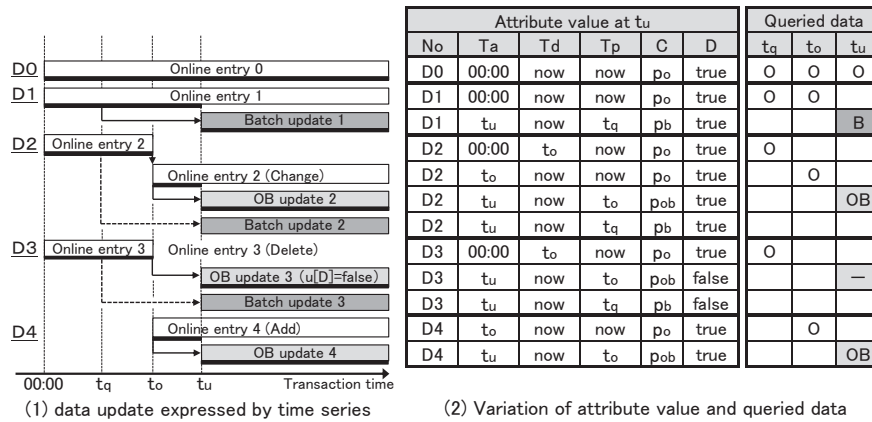 D0
Online entry 0
D1
Online entry 1
Batch update 1
D2
Online entry 2
Online entry 2 (Change)
OB update 2
Batch update 2
D3
Online entry 3
Online entry 3 (Delete)
OB update 3 (u[D]=false)
Batch update 3
D4
Online entry 4 (Add)
OB update 4
00:00 tq to tu Transaction time
(1) data update expressed by time series
Attribute value at tu Queried data
No Ta Td Tp C D tq to tu
D0 00:00 now now po true O O O
D1 00:00 now now po true O O
D1 tu now tq pb true B
D2 00:00 to now po true O
D2 to now now po true O
D2 tu now to pob true OB
D2 tu now tq pb true
D3 00:00 to now po true O
D3 tu now to pob false —
D3 tu now tq pb false
D4 to now now po true O
D4 tu now to pob true OB
(2) Variation of attribute value and queried data